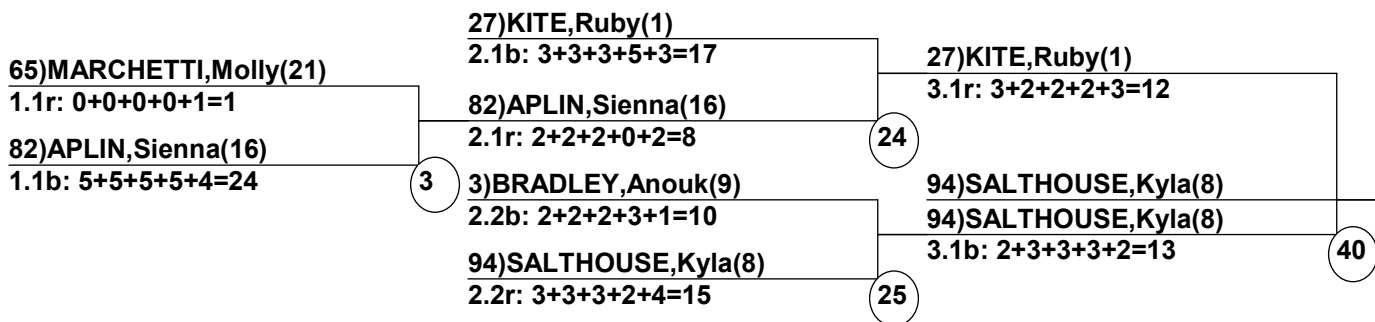 65)MARCHETTI,Molly(21)
1.1r: 0+0+0+0+1=1
82)APLIN,Sienna(16)
1.1b: 5+5+5+5+4=24
3
27)KITE,Ruby(1)
2.1b: 3+3+3+5+3=17
82)APLIN,Sienna(16)
2.1r: 2+2+2+0+2=8
24
3)BRADLEY,Anouk(9)
2.2b: 2+2+2+3+1=10
94)SALTHOUSE,Kyla(8)
2.2r: 3+3+3+2+4=15
25
27)KITE,Ruby(1)
3.1r: 3+2+2+2+3=12
94)SALTHOUSE,Kyla(8)
94)SALTHOUSE,Kyla(8)
3.1b: 2+3+3+3+2=13
40